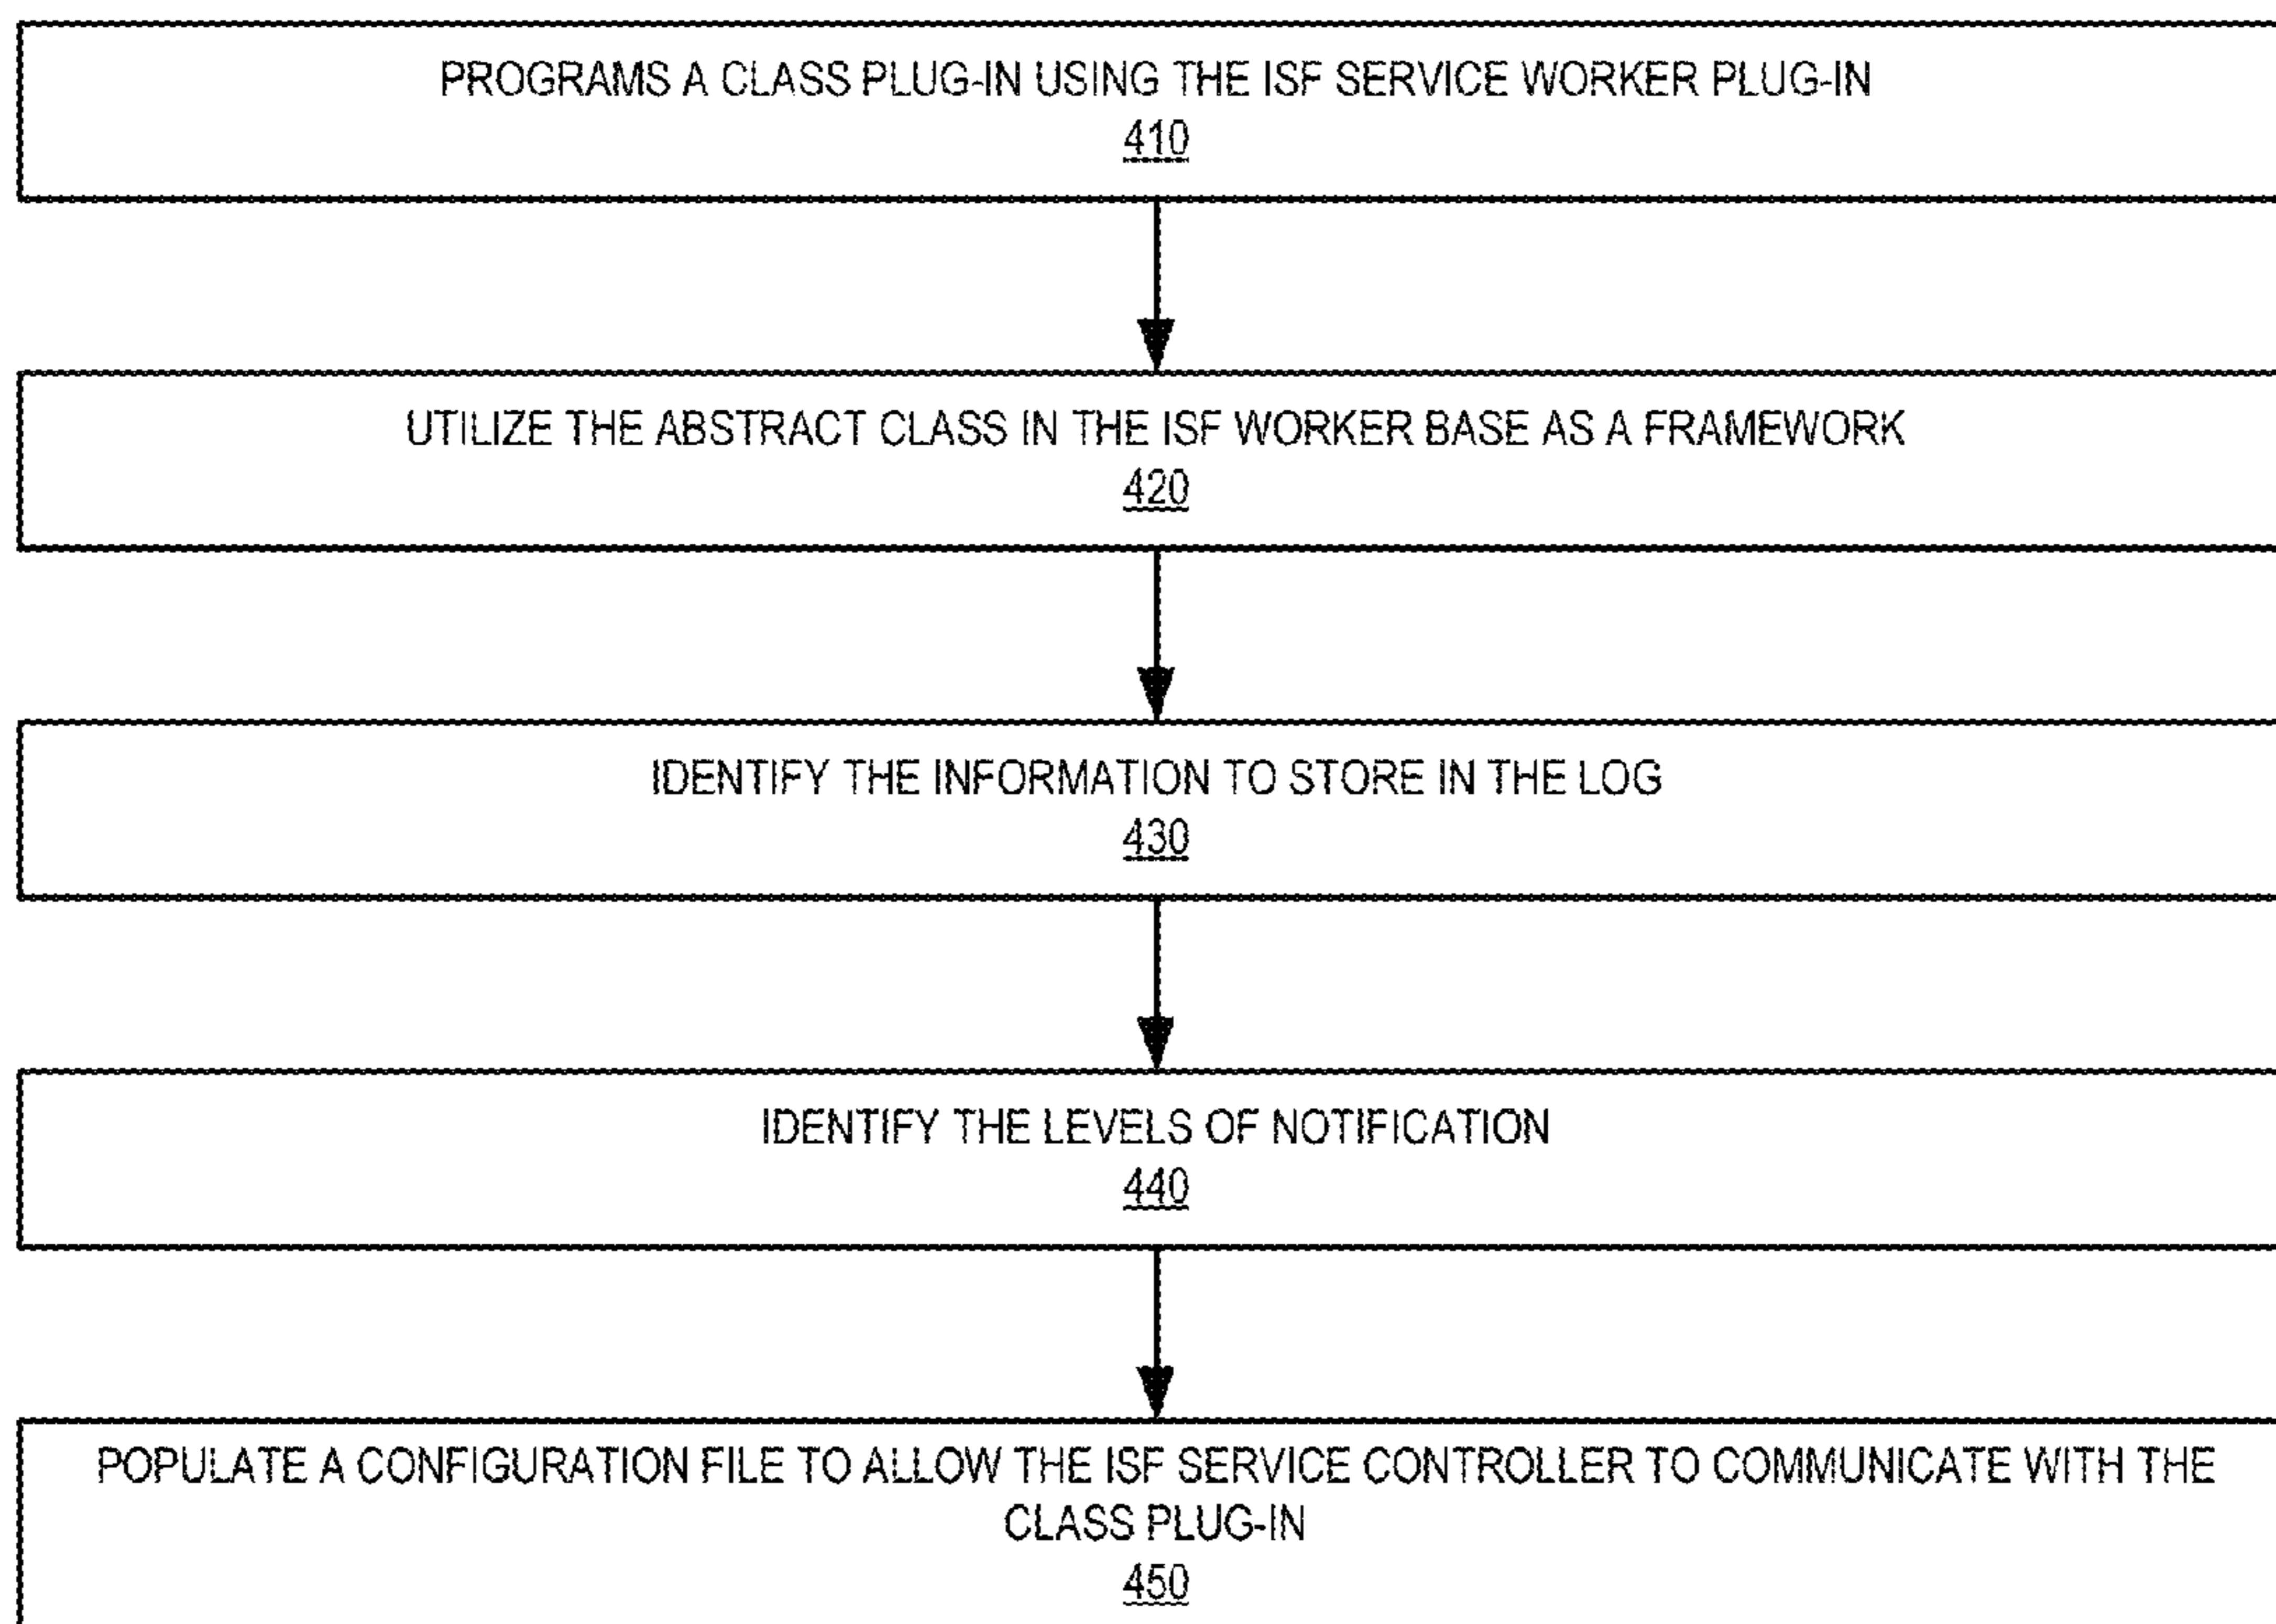 PROGRAMS A CLASS PLUG-IN USING THE ISF SERVICE WORKER PLUG-IN
410
UTILIZE THE ABSTRACT CLASS IN THE ISF WORKER BASE AS A FRAMEWORK
420
IDENTIFY THE INFORMATION TO STORE IN THE LOG
430
IDENTIFY THE LEVELS OF NOTIFICATION
440
POPULATE A CONFIGURATION FILE TO ALLOW THE ISF SERVICE CONTROLLER TO COMMUNICATE WITH THE
CLASS PLUG-IN
450